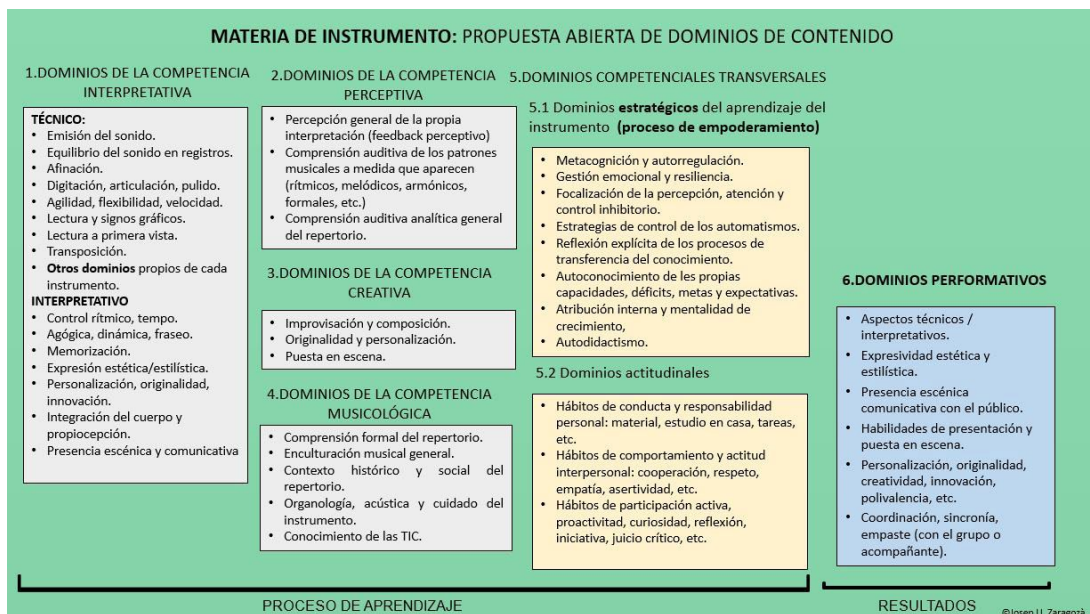 MATERIA DE INSTRUMENTO: PROPUESTA ABIERTA DE DOMINIOS DE CONTENIDO
1.DOMINIOS DE LA COMPETENCIA
INTERPRETATIVA
TÉCNICO:
• Emisión del sonido.
• Equilibrio del sonido en registros.
• Afinación.
• Digitación, articulación, pulido.
• Agilidad, flexibilidad, velocidad.
• Lectura y signos gráficos.
• Lectura a primera vista.
• Transposición.
• Otros dominios propios de cada
instrumento.
INTERPRETATIVO
• Control rítmico, tempo.
• Agógica, dinámica, fraseo.
• Memorización.
• Expresión estética/estilística.
• Personalización, originalidad,
innovación.
• Integración del cuerpo y
propiocepción.
• Presencia escénica y comunicativa
2.DOMINIOS DE LA COMPETENCIA
PERCEPTIVA
• Percepción general de la propia
interpretación (feedback perceptivo)
• Comprensión auditiva de los patrones
musicales a medida que aparecen
(rítmicos, melódicos, armónicos,
formales, etc.)
• Comprensión auditiva analítica general
del repertorio.
3.DOMINIOS DE LA COMPETENCIA
CREATIVA
• Improvisación y composición.
• Originalidad y personalización.
• Puesta en escena.
4.DOMINIOS DE LA COMPETENCIA
MUSICOLÓGICA
• Comprensión formal del repertorio.
• Enculturación musical general.
• Contexto histórico y social del
repertorio.
• Organología, acústica y cuidado del
instrumento.
• Conocimiento de las TIC.
5.DOMINIOS COMPETENCIALES TRANSVERSALES
5.1 Dominios estratégicos del aprendizaje del
instrumento (proceso de empoderamiento)
• Metacognición y autorregulación.
• Gestión emocional y resiliencia.
• Focalización de la percepción, atención y
control inhibitorio.
• Estrategias de control de los automatismos.
• Reflexión explícita de los procesos de
transferencia del conocimiento.
• Autoconocimiento de les propias
capacidades, déficits, metas y expectativas.
• Atribución interna y mentalidad de
crecimiento,
• Autodidactismo.
5.2 Dominios actitudinales
• Hábitos de conducta y responsabilidad
personal: material, estudio en casa, tareas,
etc.
• Hábitos de comportamiento y actitud
interpersonal: cooperación, respeto,
empatía, asertividad, etc.
• Hábitos de participación activa,
proactivitad, curiosidad, reflexión,
iniciativa, juicio crítico, etc.
6.DOMINIOS PERFORMATIVOS
• Aspectos técnicos /
interpretativos.
• Expresividad estética y
estilística.
• Presencia escénica
comunicativa con el público.
• Habilidades de presentación y
puesta en escena.
• Personalización, originalidad,
creatividad, innovación,
polivalencia, etc.
• Coordinación, sincronía,
empaste (con el grupo o
acompañante).
PROCESO DE APRENDIZAJE
RESULTADOS
©Josep LL Zaragozà